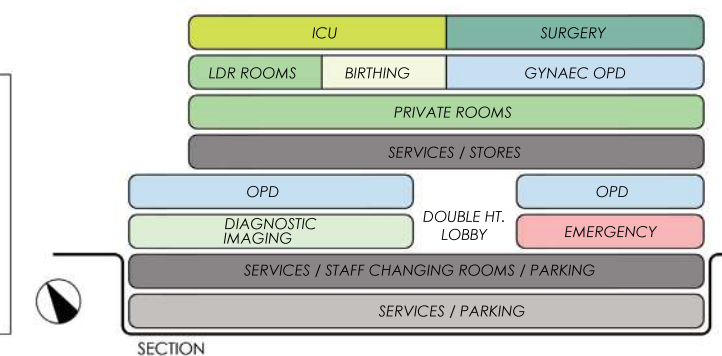 ICU SURGERY
LDR ROOMS BIRTHING GYNAEC OPD
PRIVATE ROOMS
SERVICES / STORES
OPD OPD
DIAGNOSTIC
IMAGING
DOUBLE HT.
LOBBY
EMERGENCY
SERVICES / STAFF CHANGING ROOMS / PARKING
SERVICES / PARKING
SECTION